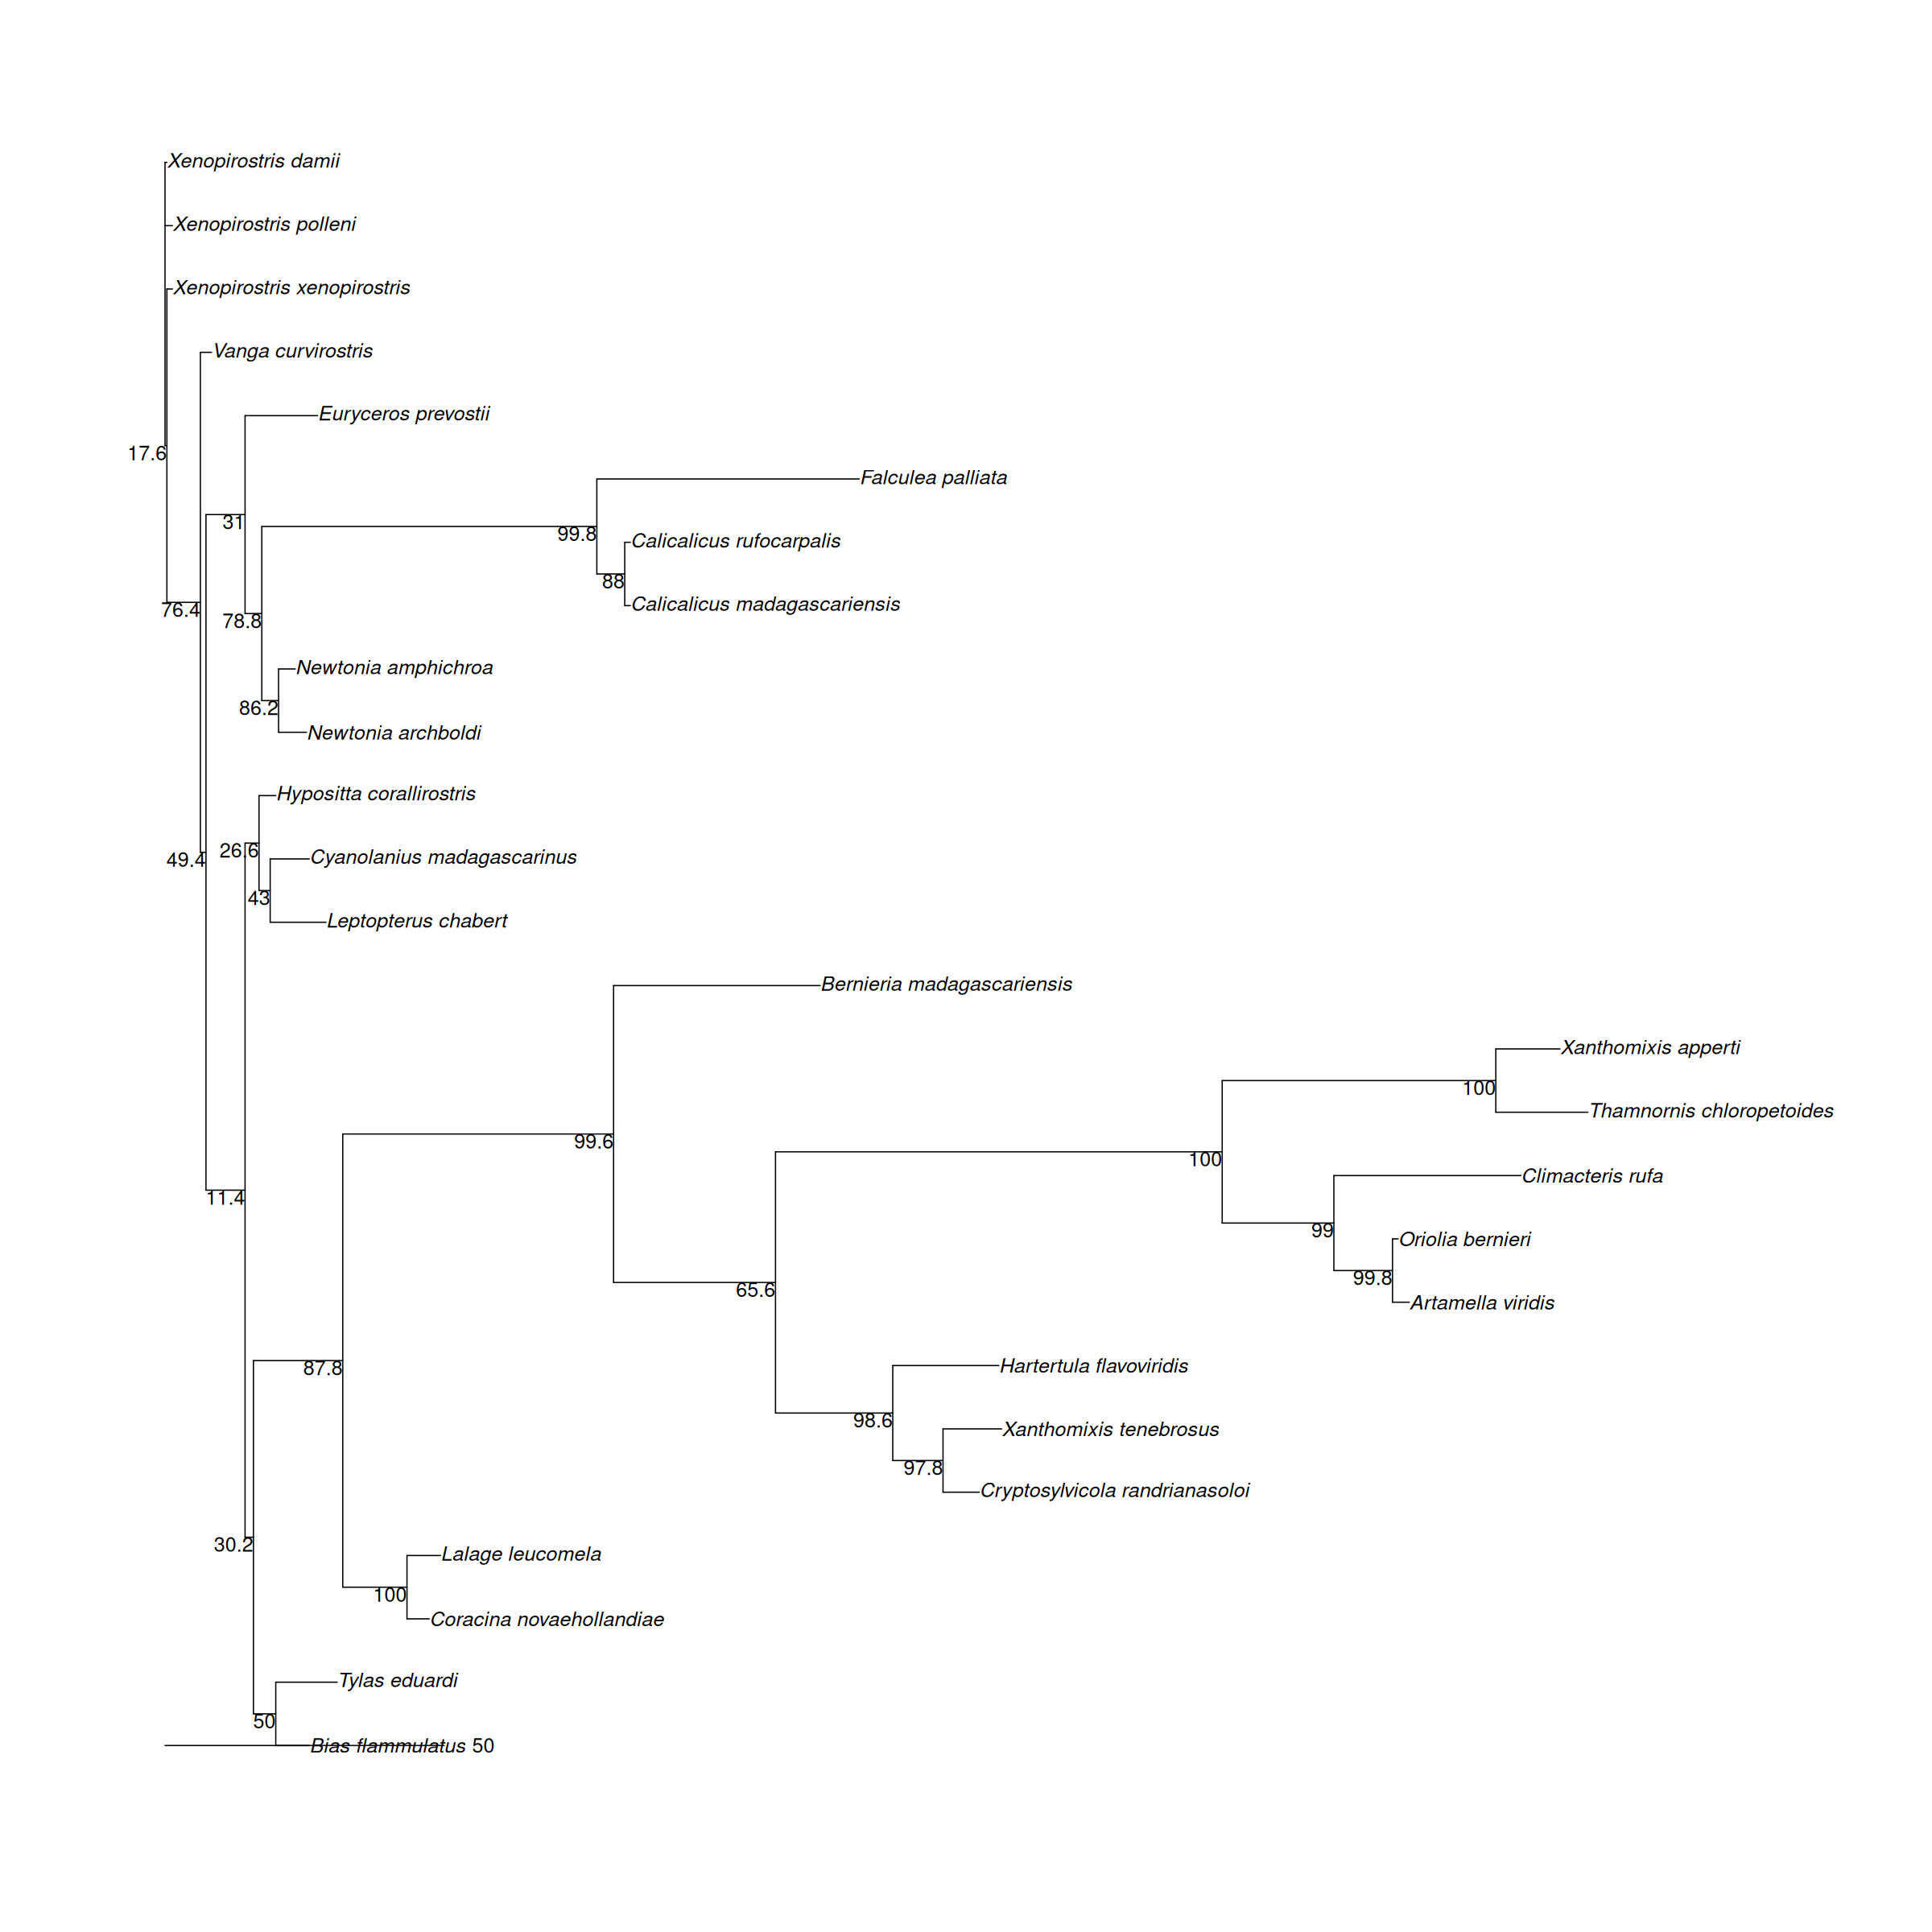 Xenopirostris damii
Xenopirostris polleni
Xenopirostris xenopirostris
Vanga curvirostris
Euryceros prevostii
17.6
Falculea palliata
31
99.8
Calicalicus rufocarpalis
88
Calicalicus madagascariensis
76.4
78.8
Newtonia amphichroa
86.2
Newtonia archboldi
Hypositta corallirostris
26.6
Cyanolanius madagascarinus
49.4
43
Leptopterus chabert
Bernieria madagascariensis
Xanthomixis apperti
100
Thamnornis chloropetoides
99.6
100
Climacteris rufa
11.4
99
Oriolia bernieri
99.8
65.6
Artamella viridis
87.8
Hartertula flavoviridis
98.6
Xanthomixis tenebrosus
97.8
Cryptosylvicola randrianasoloi
30.2
Lalage leucomela
100
Coracina novaehollandiae
Tylas eduardi
50
Bias flammulatus 50